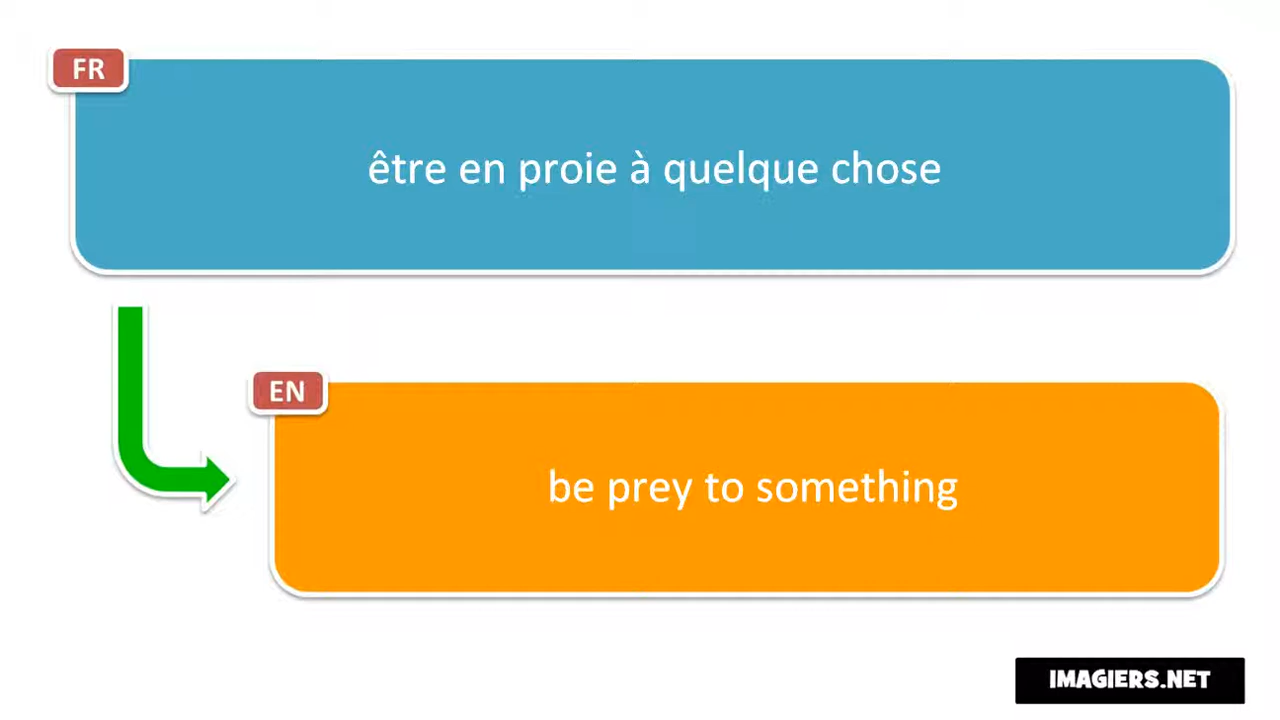 FR
être en proie à quelque chose
EN
be prey to something
IMAGIERS.NET